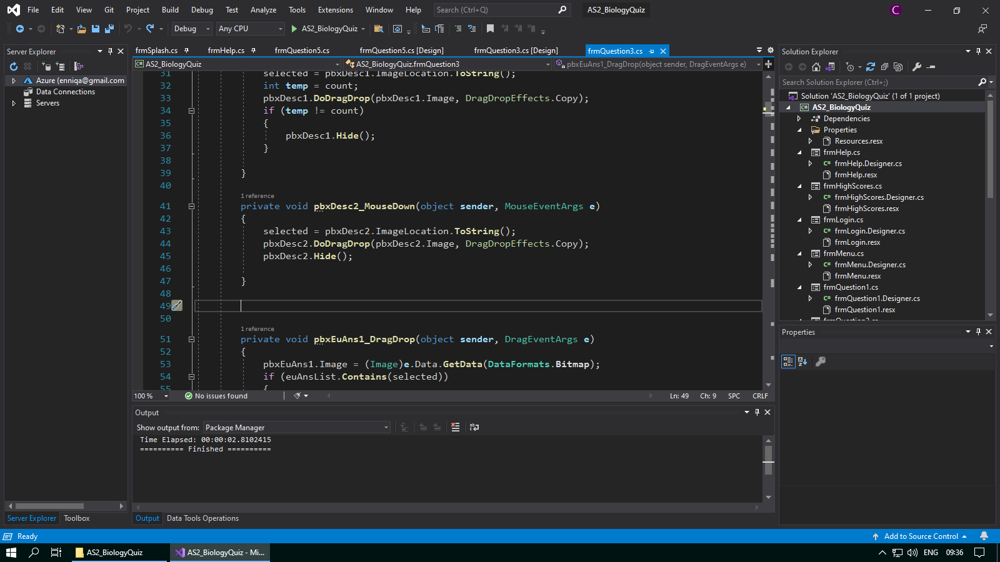 File Edit View Git Project Build Debug Test Analyze Tools Extensions Window Help Search (Ctrl+Q) AS2_BiologyQuiz C
Debug Any CPU AS2_BiologyQuiz
Server Explorer
Azure (enniqa@gmail.com
Data Connections
Servers
Server Explorer Toolbox
frmSplash.cs frmHelp.cs frmQuestion5.cs frmQuestion5.cs [Design] frmQuestion3.cs [Design] frmQuestion3.cs
C# AS2_BiologyQuiz AS2_BiologyQuiz.frmQuestion3 pbxEuAns1_DragDrop(object sender, DragEventArgs e)
31 selected = pbxDesc1.ImageLocation.ToString();
32 int temp = count;
33 pbxDesc1.DoDragDrop(pbxDesc1.Image, DragDropEffects.Copy);
34 if (temp != count)
35 {
36 pbxDesc1.Hide();
37 }
38
39 }
40
1 reference
41 private void pbxDesc2_MouseDown(object sender, MouseEventArgs e)
42 {
43 selected = pbxDesc2.ImageLocation.ToString();
44 pbxDesc2.DoDragDrop(pbxDesc2.Image, DragDropEffects.Copy);
45 pbxDesc2.Hide();
46
47 }
48
49
50
1 reference
51 private void pbxEuAns1_DragDrop(object sender, DragEventArgs e)
52 {
53 pbxEuAns1.Image = (Image)e.Data.GetData(DataFormats.Bitmap);
54 if (euAnsList.Contains(selected))
55 {
100 % No issues found Ln: 49 Ch: 9 SPC CRLF
Output
Show output from: Package Manager
Time Elapsed: 00:00:02.8102415
========== Finished ==========
Output Data Tools Operations
Solution Explorer
Search Solution Explorer (Ctrl+;)
Solution 'AS2_BiologyQuiz' (1 of 1 project)
C# AS2_BiologyQuiz
Dependencies
Properties
Resources.resx
frmHelp.cs
C# frmHelp.Designer.cs
frmHelp.resx
frmHighScores.cs
C# frmHighScores.Designer.cs
frmHighScores.resx
frmLogin.cs
C# frmLogin.Designer.cs
frmLogin.resx
frmMenu.cs
C# frmMenu.Designer.cs
frmMenu.resx
frmQuestion1.cs
C# frmQuestion1.Designer.cs
frmQuestion1.resx
frmQuestion2.cs
Properties
Ready Add to Source Control
AS2_BiologyQuiz AS2_BiologyQuiz - Mi... ENG 09:36